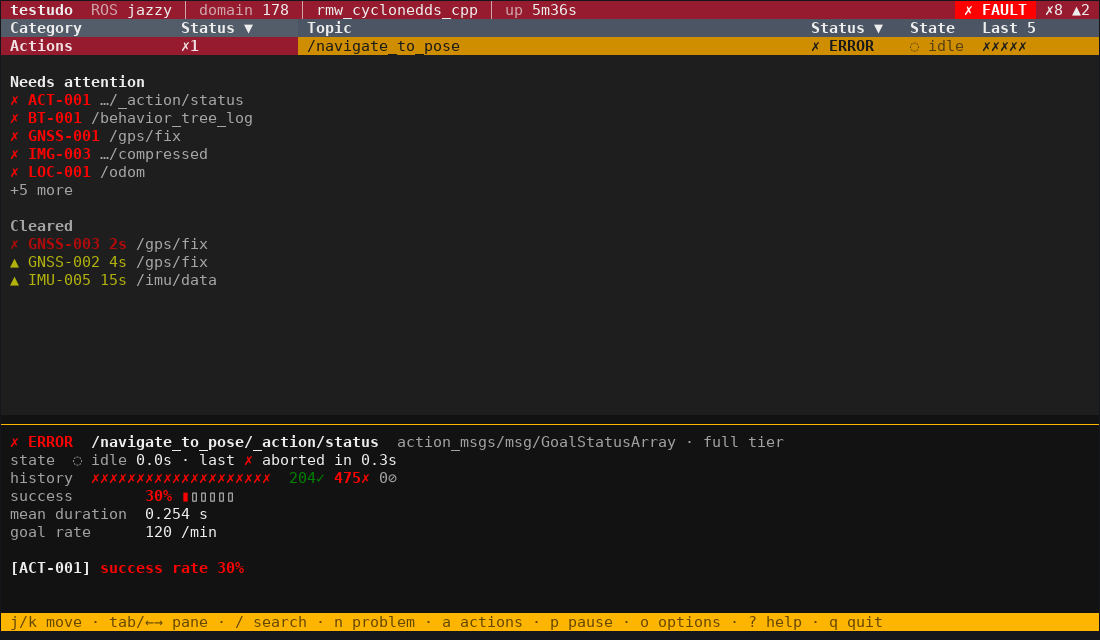 testudo ROS jazzy │ domain 178 │ rmw_cyclonedds_cpp │ up 5m36s ✗ FAULT ✗8 ▲2
Category Status ▼ Topic Status ▼ State Last 5
Actions ✗1 /navigate_to_pose ✗ ERROR ◌ idle ✗✗✗✗✗
Needs attention
✗ ACT-001 …/_action/status
✗ BT-001 /behavior_tree_log
✗ GNSS-001 /gps/fix
✗ IMG-003 …/compressed
✗ LOC-001 /odom
+5 more
Cleared
✗ GNSS-003 2s /gps/fix
▲ GNSS-002 4s /gps/fix
▲ IMU-005 15s /imu/data
✗ ERROR /navigate_to_pose/_action/status action_msgs/msg/GoalStatusArray · full tier
state ◌ idle 0.0s · last ✗ aborted in 0.3s
history ✗✗✗✗✗✗✗✗✗✗✗✗✗✗✗✗✗✗✗✗ 204✓ 475✗ 0⊘
success 30% ▮▯▯▯▯▯
mean duration 0.254 s
goal rate 120 /min
[ACT-001] success rate 30%
j/k move · tab/←→ pane · / search · n problem · a actions · p pause · o options · ? help · q quit